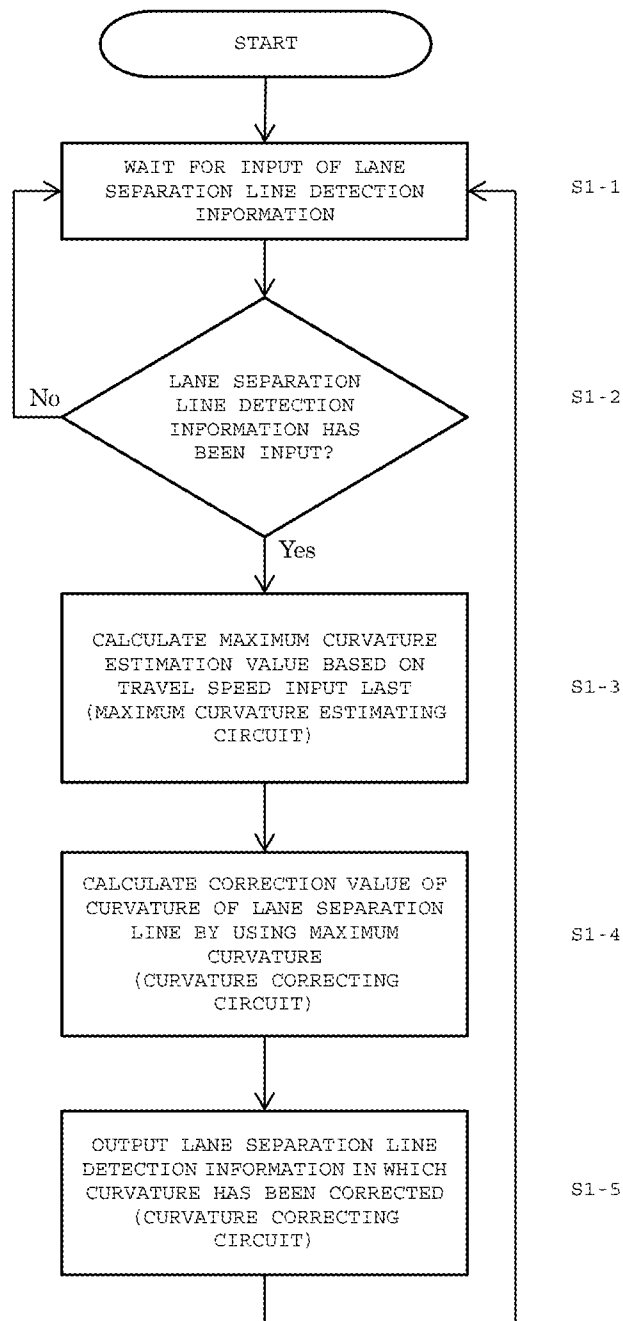 START
WAIT FOR INPUT OF LANE
SEPARATION LINE DETECTION
INFORMATION
S1-1
LANE SEPARATION
LINE DETECTION
INFORMATION HAS
BEEN INPUT?
S1-2
No
Yes
CALCULATE MAXIMUM CURVATURE
ESTIMATION VALUE BASED ON
TRAVEL SPEED INPUT LAST
(MAXIMUM CURVATURE ESTIMATING
CIRCUIT)
S1-3
CALCULATE CORRECTION VALUE OF
CURVATURE OF LANE SEPARATION
LINE BY USING MAXIMUM
CURVATURE
(CURVATURE CORRECTING
CIRCUIT)
S1-4
OUTPUT LANE SEPARATION LINE
DETECTION INFORMATION IN WHICH
CURVATURE HAS BEEN CORRECTED
(CURVATURE CORRECTING
CIRCUIT)
S1-5